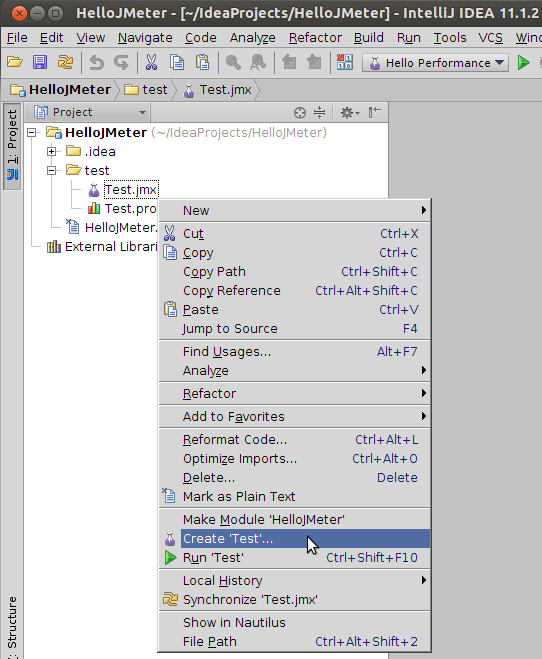 HelloJMeter - [~/IdeaProjects/HelloJMeter] - IntelliJ IDEA 11.1.2
File Edit View Navigate Code Analyze Refactor Build Run Tools VCS Wind
Hello Performance
HelloJMeter test Test.jmx
1: Project
Project
HelloJMeter (~/IdeaProjects/HelloJMeter)
.idea
test
Test.jmx
Test.pro
HelloJMeter.
External Librari
New
Cut Ctrl+X
Copy Ctrl+C
Copy Path Ctrl+Shift+C
Copy Reference Ctrl+Alt+Shift+C
Paste Ctrl+V
Jump to Source F4
Find Usages... Alt+F7
Analyze
Refactor
Add to Favorites
Reformat Code... Ctrl+Alt+L
Optimize Imports... Ctrl+Alt+O
Delete... Delete
Mark as Plain Text
Make Module 'HelloJMeter'
Create 'Test'...
Run 'Test' Ctrl+Shift+F10
Local History
Synchronize 'Test.jmx'
Show in Nautilus
File Path Ctrl+Alt+Shift+2
: Structure